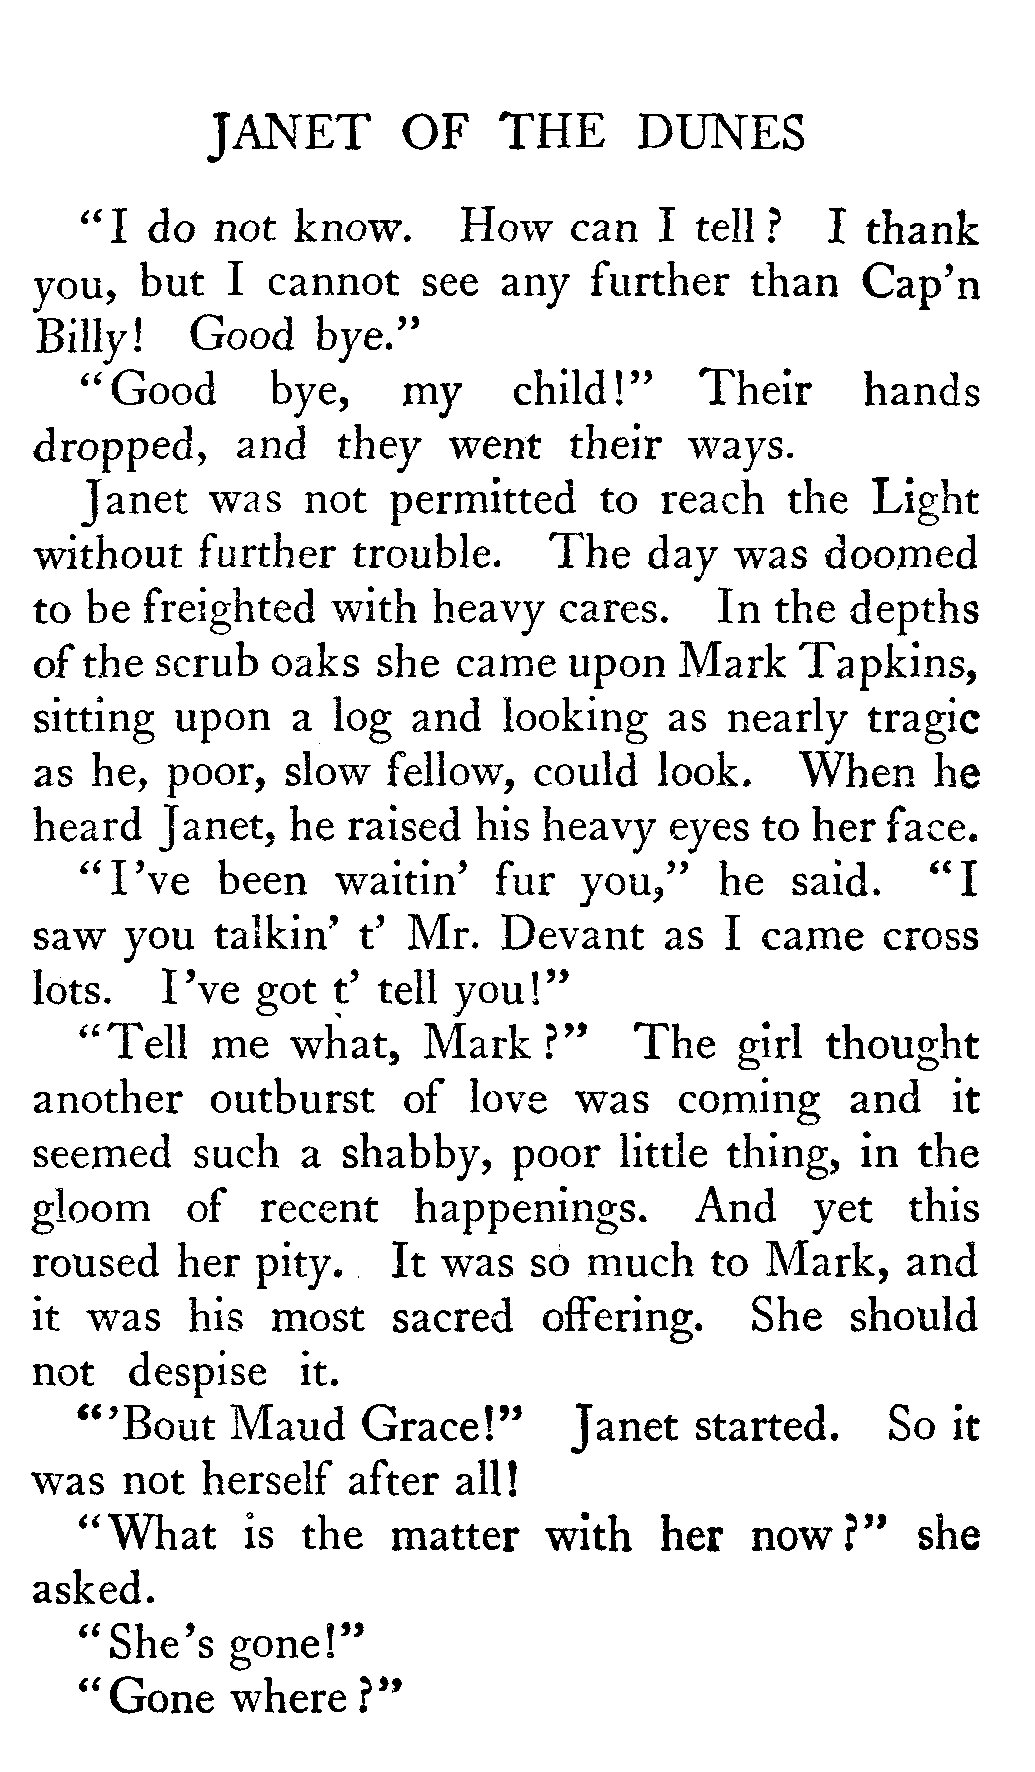 JANET OF THE DUNES
"I do not know. How can I tell? I thank
you, but I cannot see any further than Cap'n
Billy! Good bye."
"Good bye, my child!" Their hands
dropped, and they went their ways.
Janet was not permitted to reach the Light
without further trouble. The day was doomed
to be freighted with heavy cares. In the depths
of the scrub oaks she came upon Mark Tapkins,
sitting upon a log and looking as nearly tragic
as he, poor, slow fellow, could look. When he
heard Janet, he raised his heavy eyes to her face.
"I've been waitin' fur you," he said. "I
saw you talkin' t' Mr. Devant as I came cross
lots. I've got t' tell you!"
"Tell me what, Mark?" The girl thought
another outburst of love was coming and it
seemed such a shabby, poor little thing, in the
gloom of recent happenings. And yet this
roused her pity. It was so much to Mark, and
it was his most sacred offering. She should
not despise it.
"'Bout Maud Grace!" Janet started. So it
was not herself after all!
"What is the matter with her now?" she
asked.
"She's gone!"
"Gone where?"